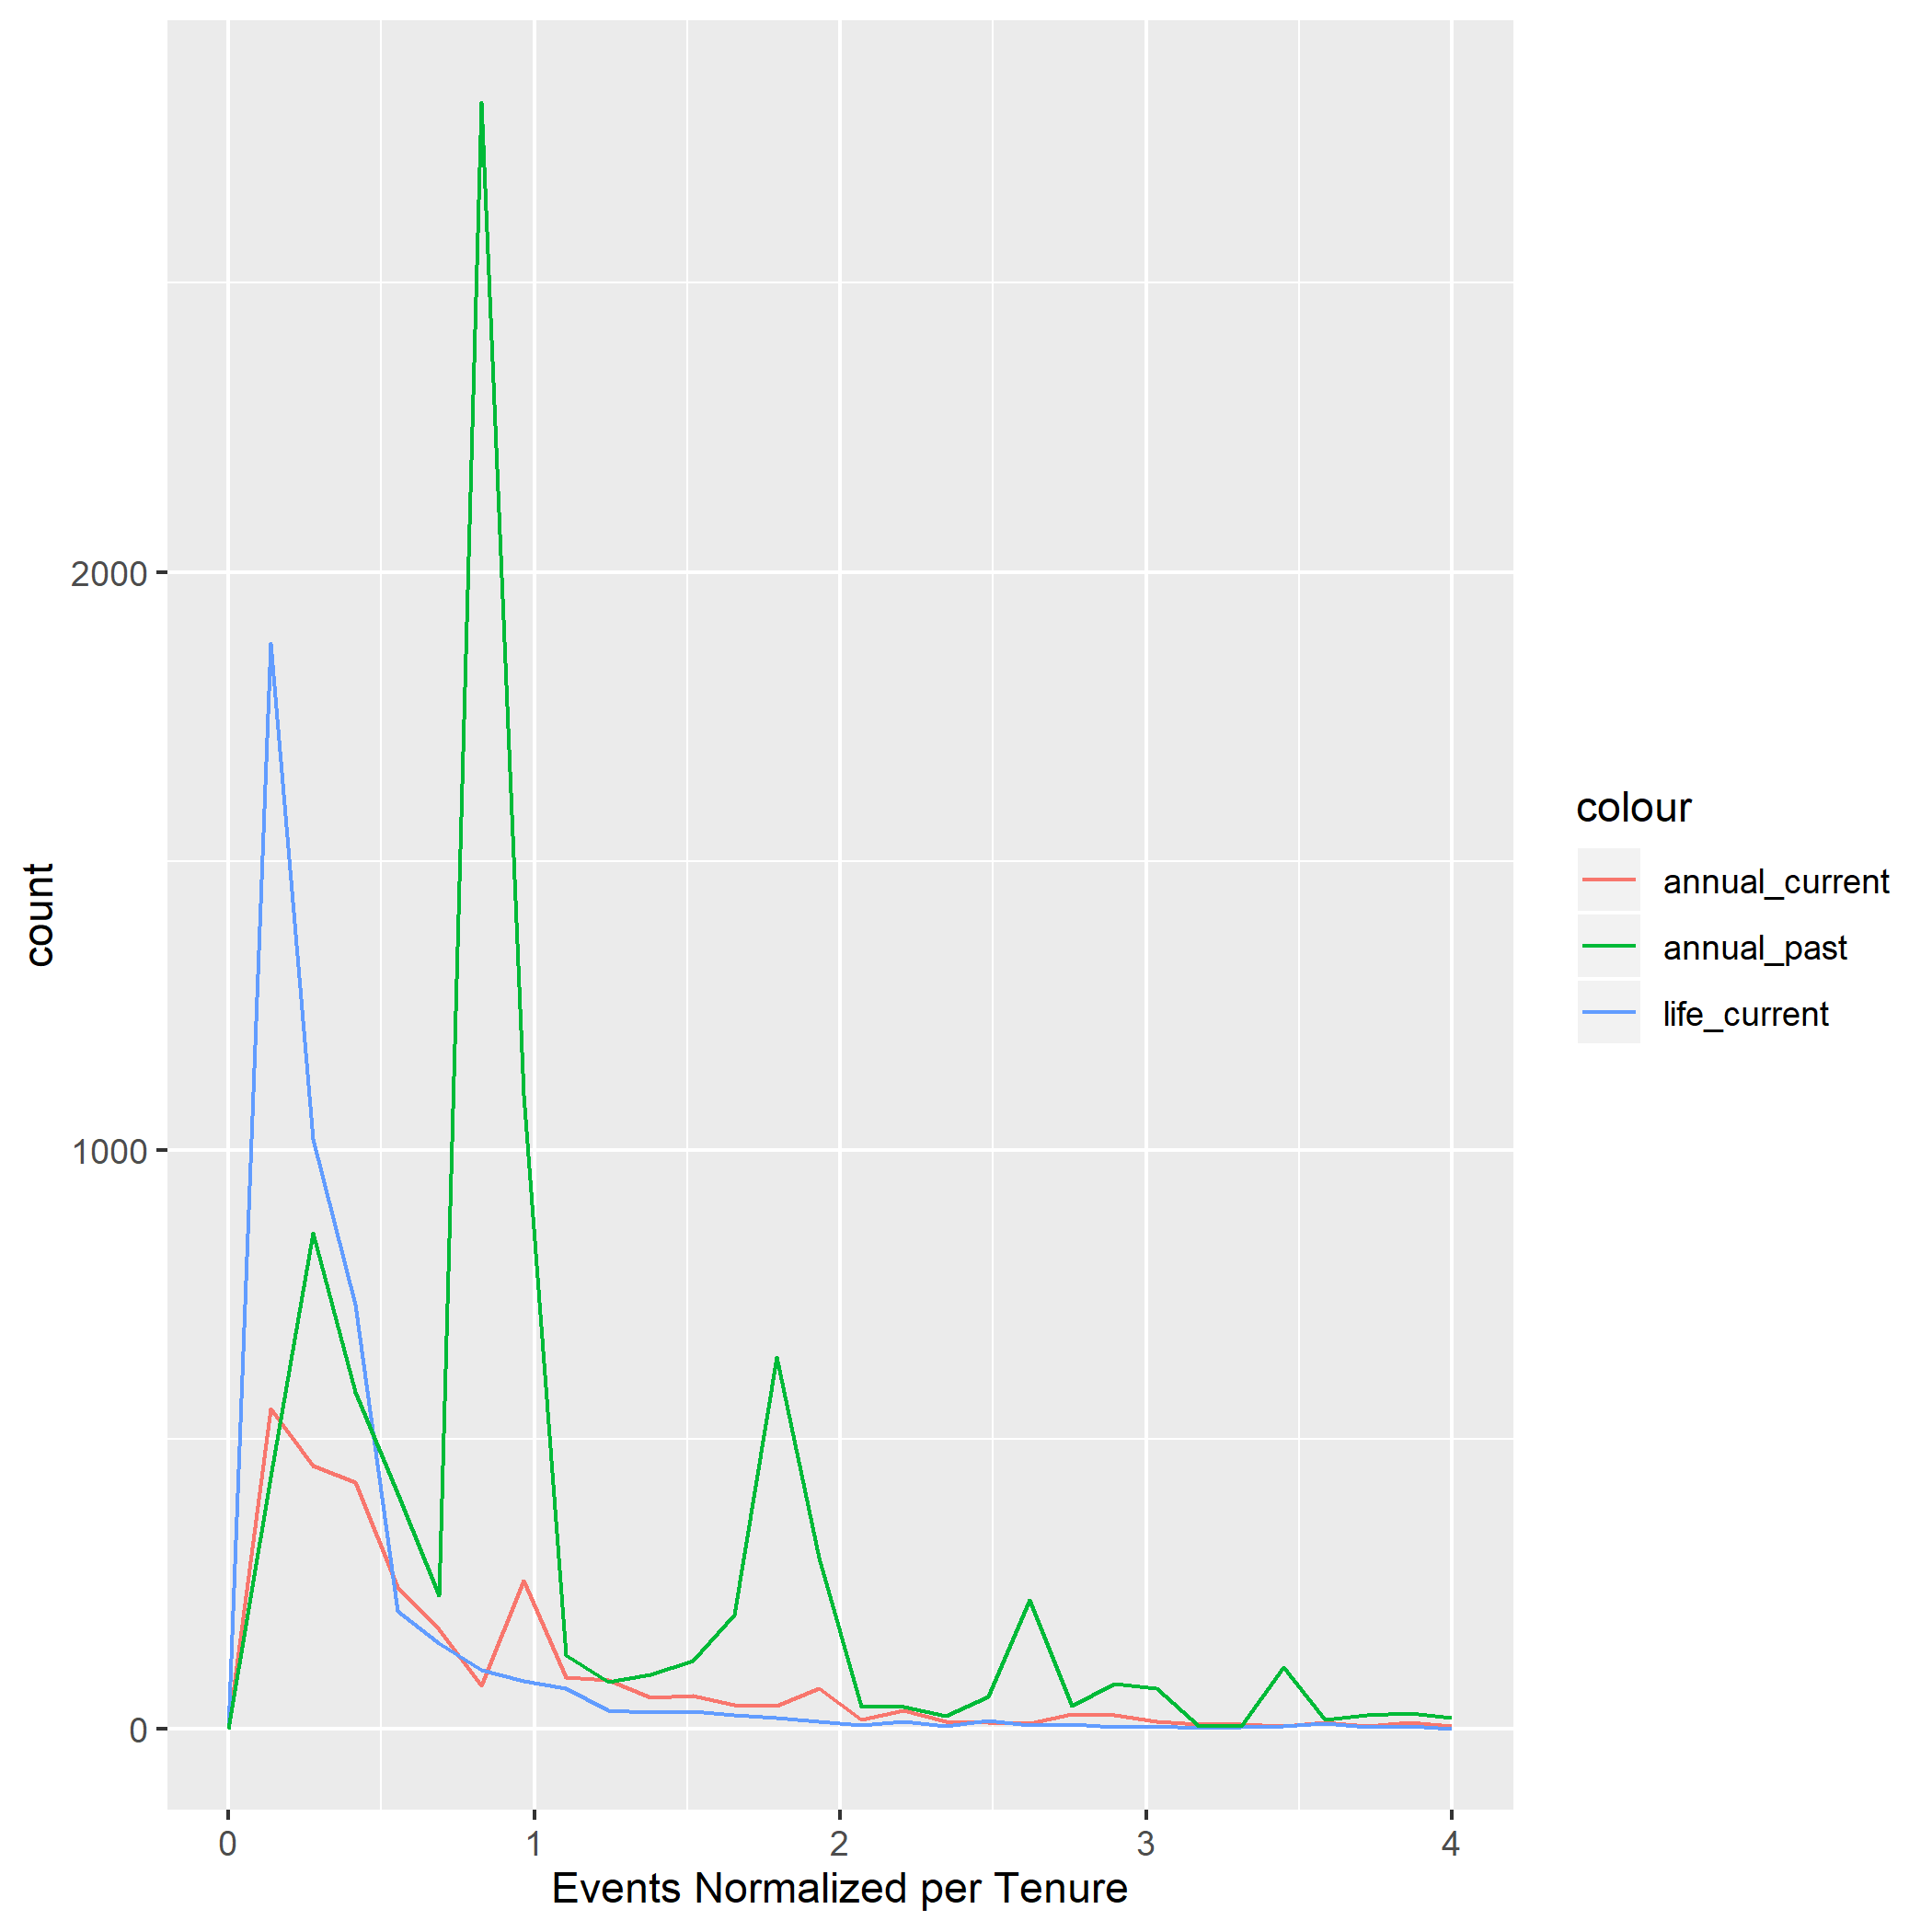 count
2000
1000
0
0 1 2 3 4
Events Normalized per Tenure
colour
annual_current
annual_past
life_current